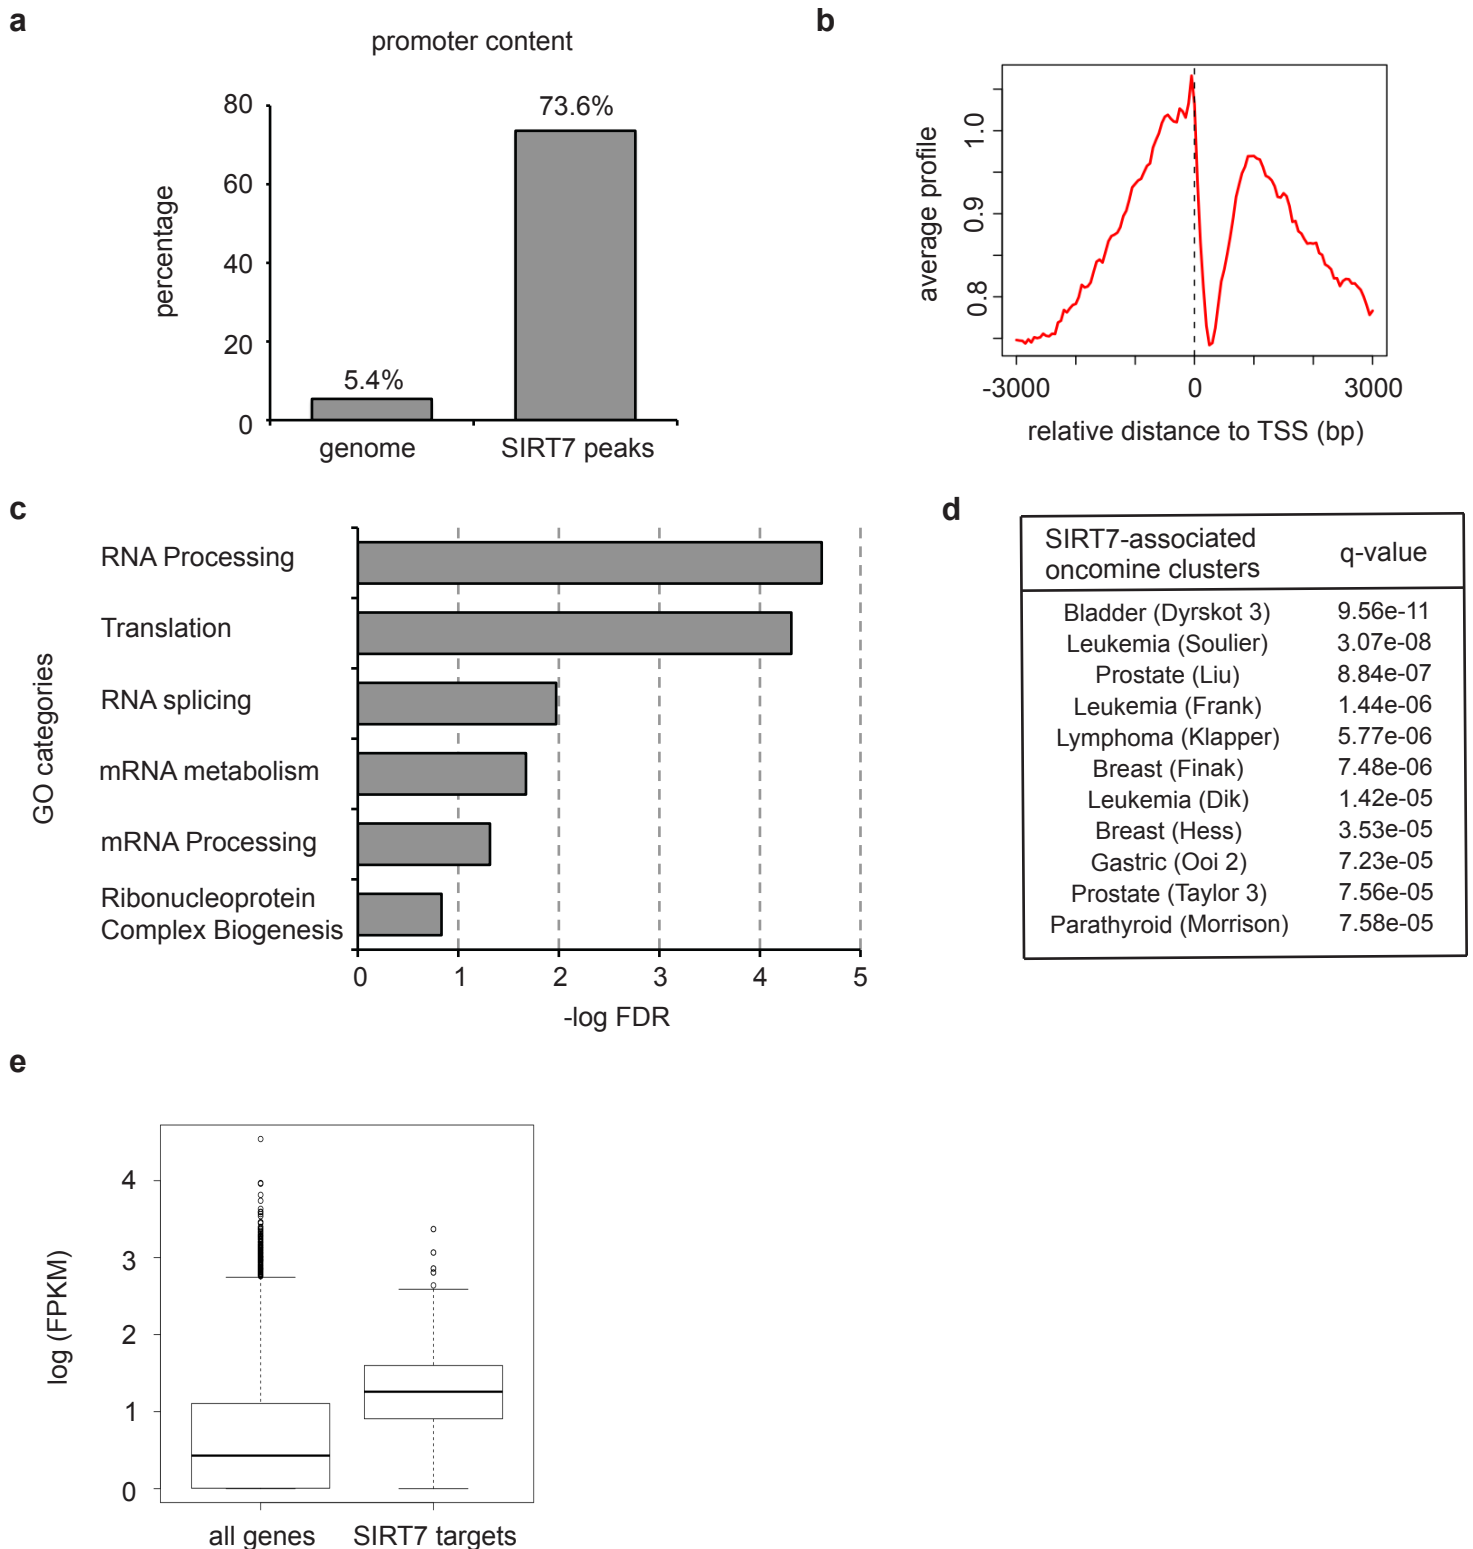 a
promoter content
percentage
80
60
40
20
0
5.4%
73.6%
genome
SIRT7 peaks
b
average profile
1.0
0.9
0.8
-3000
0
3000
relative distance to TSS (bp)
c
GO categories
RNA Processing
Translation
RNA splicing
mRNA metabolism
mRNA Processing
Ribonucleoprotein
Complex Biogenesis
0 1 2 3 4 5
-log FDR
d
SIRT7-associated
oncomine clusters
q-value
Bladder (Dyrskot 3) 9.56e-11
Leukemia (Soulier) 3.07e-08
Prostate (Liu) 8.84e-07
Leukemia (Frank) 1.44e-06
Lymphoma (Klapper) 5.77e-06
Breast (Finak) 7.48e-06
Leukemia (Dik) 1.42e-05
Breast (Hess) 3.53e-05
Gastric (Ooi 2) 7.23e-05
Prostate (Taylor 3) 7.56e-05
Parathyroid (Morrison) 7.58e-05
e
log (FPKM)
4
3
2
1
0
all genes
SIRT7 targets